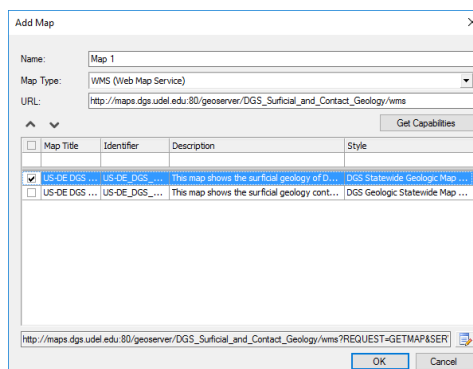 Add Map
Name: Map 1
Map Type: WMS (Web Map Service)
URL: http://maps.dgs.udel.edu:80/geoserver/DGS_Surficial_and_Contact_Geology/wms
Get Capabilities
Map Title Identifier Description Style
US-DE DGS ... US-DE_DGS_... This map shows the surficial geology of D... DGS Statewide Geologic Map ...
US-DE DGS ... US-DE_DGS_... This map shows the surficial geology cont... DGS Geologic Statewide Map ...
http://maps.dgs.udel.edu:80/geoserver/DGS_Surficial_and_Contact_Geology/wms?REQUEST=GETMAP&SER
OK Cancel